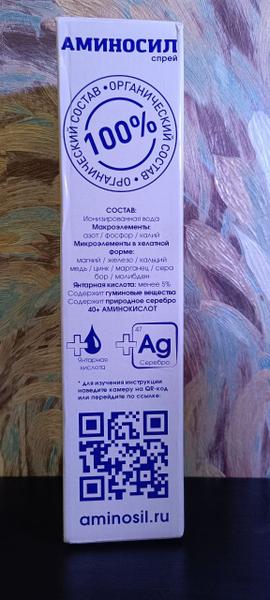 АМИНОСИЛ
спрей
ОРГАНИЧЕСКИЙ СОСТАВ • ОРГАНИЧЕСКИЙ СОСТАВ •
100%
СОСТАВ:
Ионизированная вода
Макроэлементы:
азот / фосфор / калий
Микроэлементы в хелатной
форме:
магний / железо / кальций
медь / цинк / марганец / сера
бор / молибден
Янтарная кислота: менее 5%
Содержит гуминовые вещества
Содержит природное серебро
40+ АМИНОКИСЛОТ
Янтарная
кислота
47
Ag
Серебро
* для изучения инструкции
наведите камеру на QR-код
или перейдите по ссылке:
aminosil.ru